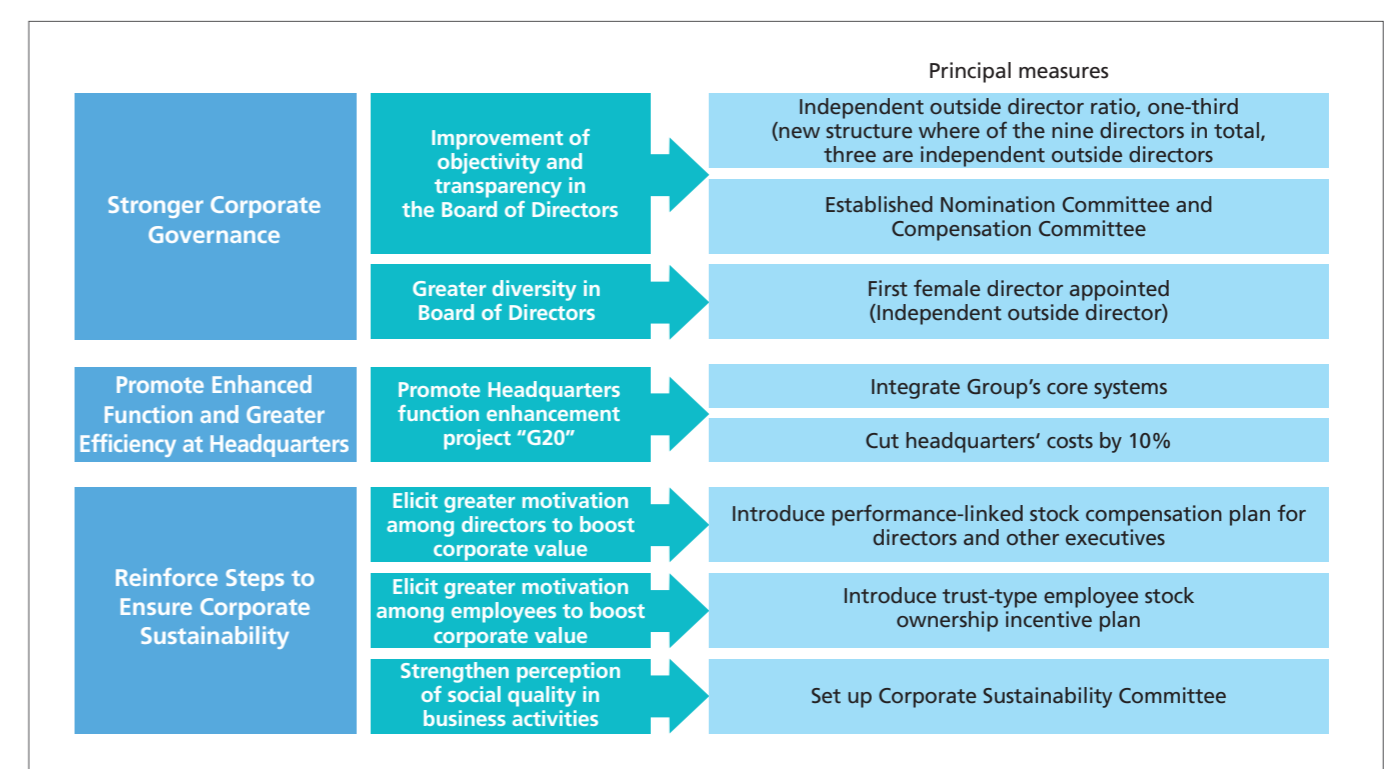 Principal measures
Stronger Corporate
Governance
Improvement of
objectivity and
transparency in
the Board of Directors
Independent outside director ratio, one-third
(new structure where of the nine directors in total,
three are independent outside directors
Established Nomination Committee and
Compensation Committee
Greater diversity in
Board of Directors
First female director appointed
(Independent outside director)
Promote Enhanced
Function and Greater
Efficiency at Headquarters
Promote Headquarters
function enhancement
project “G20”
Integrate Group’s core systems
Cut headquarters’ costs by 10%
Reinforce Steps to
Ensure Corporate
Sustainability
Elicit greater motivation
among directors to boost
corporate value
Introduce performance-linked stock compensation plan for
directors and other executives
Elicit greater motivation
among employees to boost
corporate value
Introduce trust-type employee stock
ownership incentive plan
Strengthen perception
of social quality in
business activities
Set up Corporate Sustainability Committee